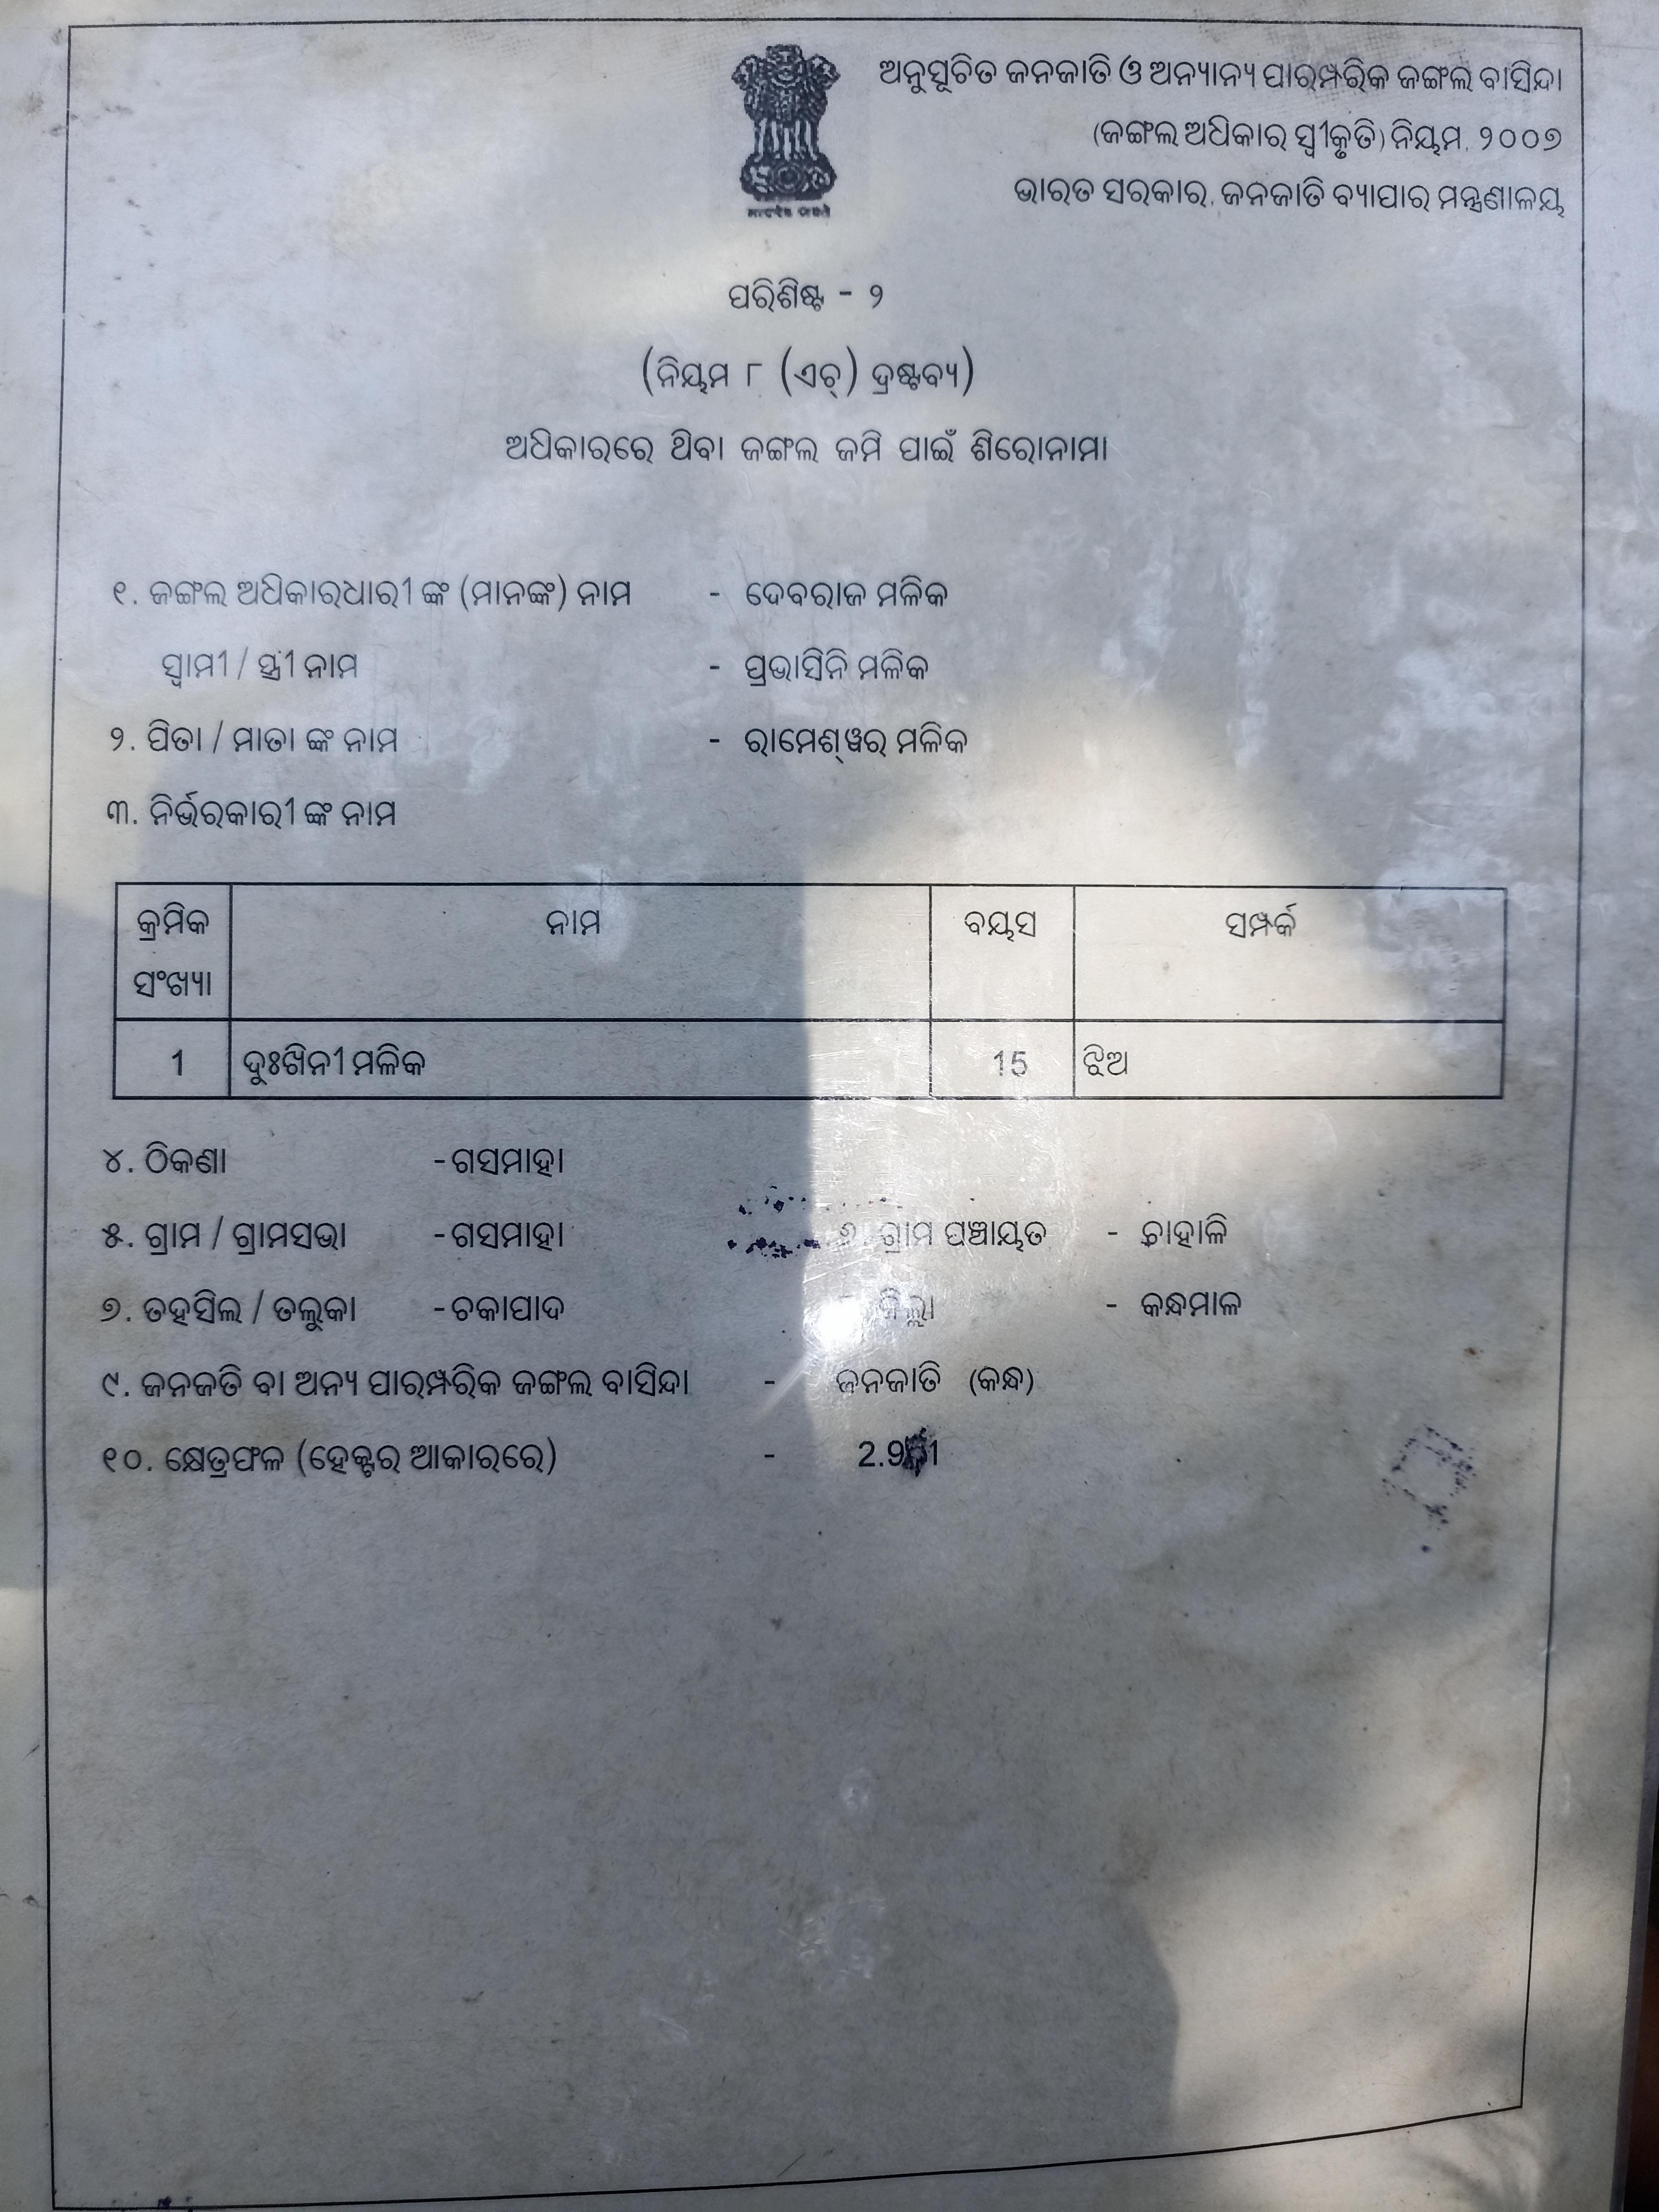 ଅନୁସୂଚିତ ଜନଜାତି ଓ ଅନ୍ୟାନ୍ୟ ପାରମ୍ପରିକ ଜଙ୍ଗଲ ବାସିନ୍ଦା
(ଜଙ୍ଗଲ ଅଧିକାର ସ୍ୱୀକୃତି) ନିୟମ, ୨୦୦୭
ଭାରତ ସରକାର, ଜନଜାତି ବ୍ୟାପାର ମନ୍ତ୍ରଣାଳୟ
ପରିଶିଷ୍ଟ - ୨
(ନିୟମ ୮ (ଏଚ୍) ଦ୍ରଷ୍ଟବ୍ୟ)
ଅଧିକାରରେ ଥିବା ଜଙ୍ଗଲ ଜମି ପାଇଁ ଶିରୋନାମା
୧. ଜଙ୍ଗଲ ଅଧିକାରଧାରୀ ଙ୍କ (ମାନଙ୍କ) ନାମ - ଦେବରାଜ ମଳିକ
ସ୍ୱାମୀ / ସ୍ତ୍ରୀ ନାମ - ପ୍ରଭାସିନି ମଳିକ
୨. ପିତା / ମାତା ଙ୍କ ନାମ - ରାମେଶ୍‌ୱର ମଳିକ
୩. ନିର୍ଭରକାରୀ ଙ୍କ ନାମ
କ୍ରମିକ ସଂଖ୍ୟା ନାମ ବୟସ ସମ୍ପର୍କ
1 ଦୁଃଖିନୀ ମଳିକ 15 ଝିଅ
୪. ଠିକଣା - ଗସମାହା
୫. ଗ୍ରାମ / ଗ୍ରାମସଭା - ଗସମାହା ୬. ଗ୍ରାମ ପଞ୍ଚାୟତ - ଚାହାଳି
୭. ତହସିଲ / ତଲୁକା - ଚକାପାଦ ଜିଲ୍ଲା - କନ୍ଧମାଳ
୯. ଜନଜତି ବା ଅନ୍ୟ ପାରମ୍ପରିକ ଜଙ୍ଗଲ ବାସିନ୍ଦା - ଜନଜାତି (କନ୍ଧ)
୧୦. କ୍ଷେତ୍ରଫଳ (ହେକ୍ଟର ଆକାରରେ) -